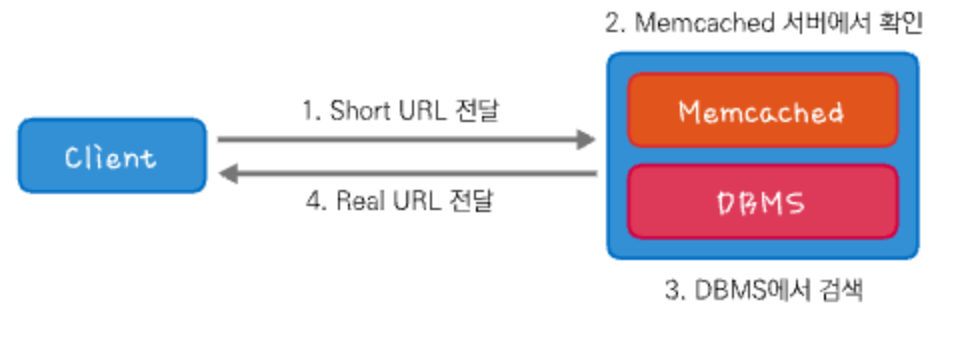 2. Memcached 서버에서 확인
1. Short URL 전달
Memcached
Client
DBMS
4. Real URL 전달
3. DBMS에서 검색